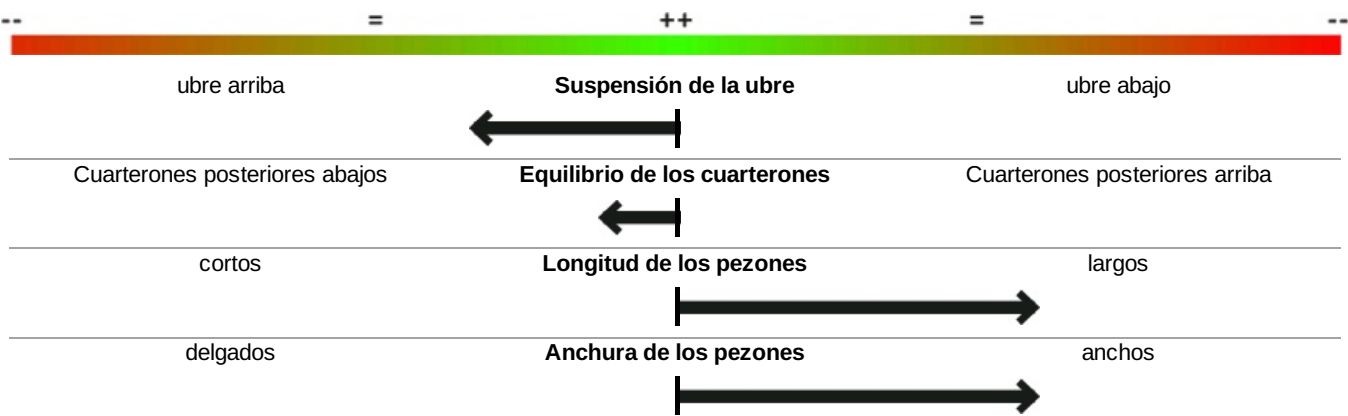 -- = ++ = --
ubre arriba Suspensión de la ubre ubre abajo
Cuarterones posteriores abajos Equilibrio de los cuarterones Cuarterones posteriores arriba
cortos Longitud de los pezones largos
delgados Anchura de los pezones anchos